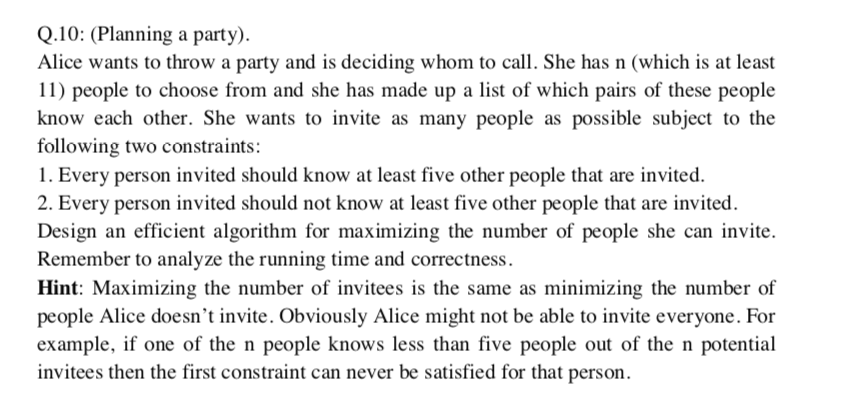 Q.10: (Planning a party).
Alice wants to throw a party and is deciding whom to call. She has n (which is at least
11) people to choose from and she has made up a list of which pairs of these people
know each other. She wants to invite as many people as possible subject to the
following two constraints:
1. Every person invited should know at least five other people that are invited.
2. Every person invited should not know at least five other people that are invited.
Design an efficient algorithm for maximizing the number of people she can invite.
Remember to analyze the running time and correctness.
Hint: Maximizing the number of invitees is the same as minimizing the number of
people Alice doesn't invite. Obviously Alice might not be able to invite everyone. For
example, if one of the n people knows less than five people out of the n potential
invitees then the first constraint can never be satisfied for that person.